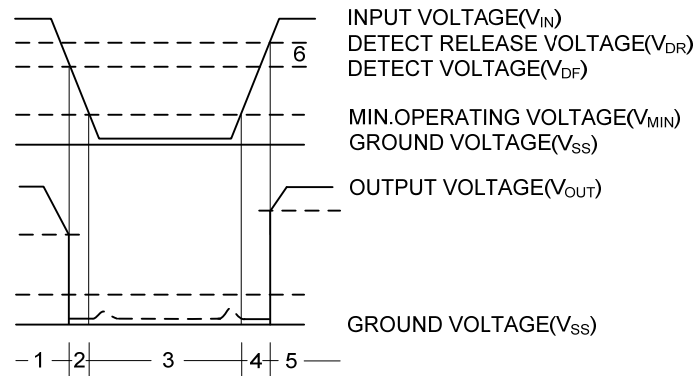 INPUT VOLTAGE(VIN)
DETECT RELEASE VOLTAGE(VDR)
6
DETECT VOLTAGE(VDF)
MIN.OPERATING VOLTAGE(VMIN)
GROUND VOLTAGE(VSS)
OUTPUT VOLTAGE(VOUT)
GROUND VOLTAGE(VSS)
1 2 3 4 5